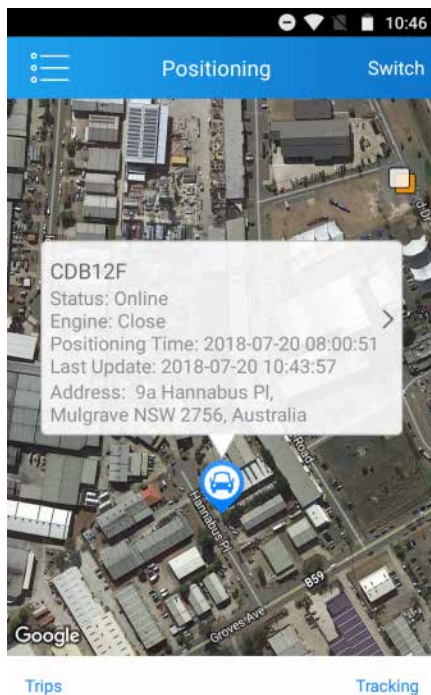 10:46
Positioning
Switch
d Dr
CDB12F
Status: Online
Engine: Close
Positioning Time: 2018-07-20 08:00:51
Last Update: 2018-07-20 10:43:57
Address: 9a Hannabus Pl,
Mulgrave NSW 2756, Australia
Road
Hannabus Pl
B59
Groves Ave
Google
Trips
Tracking